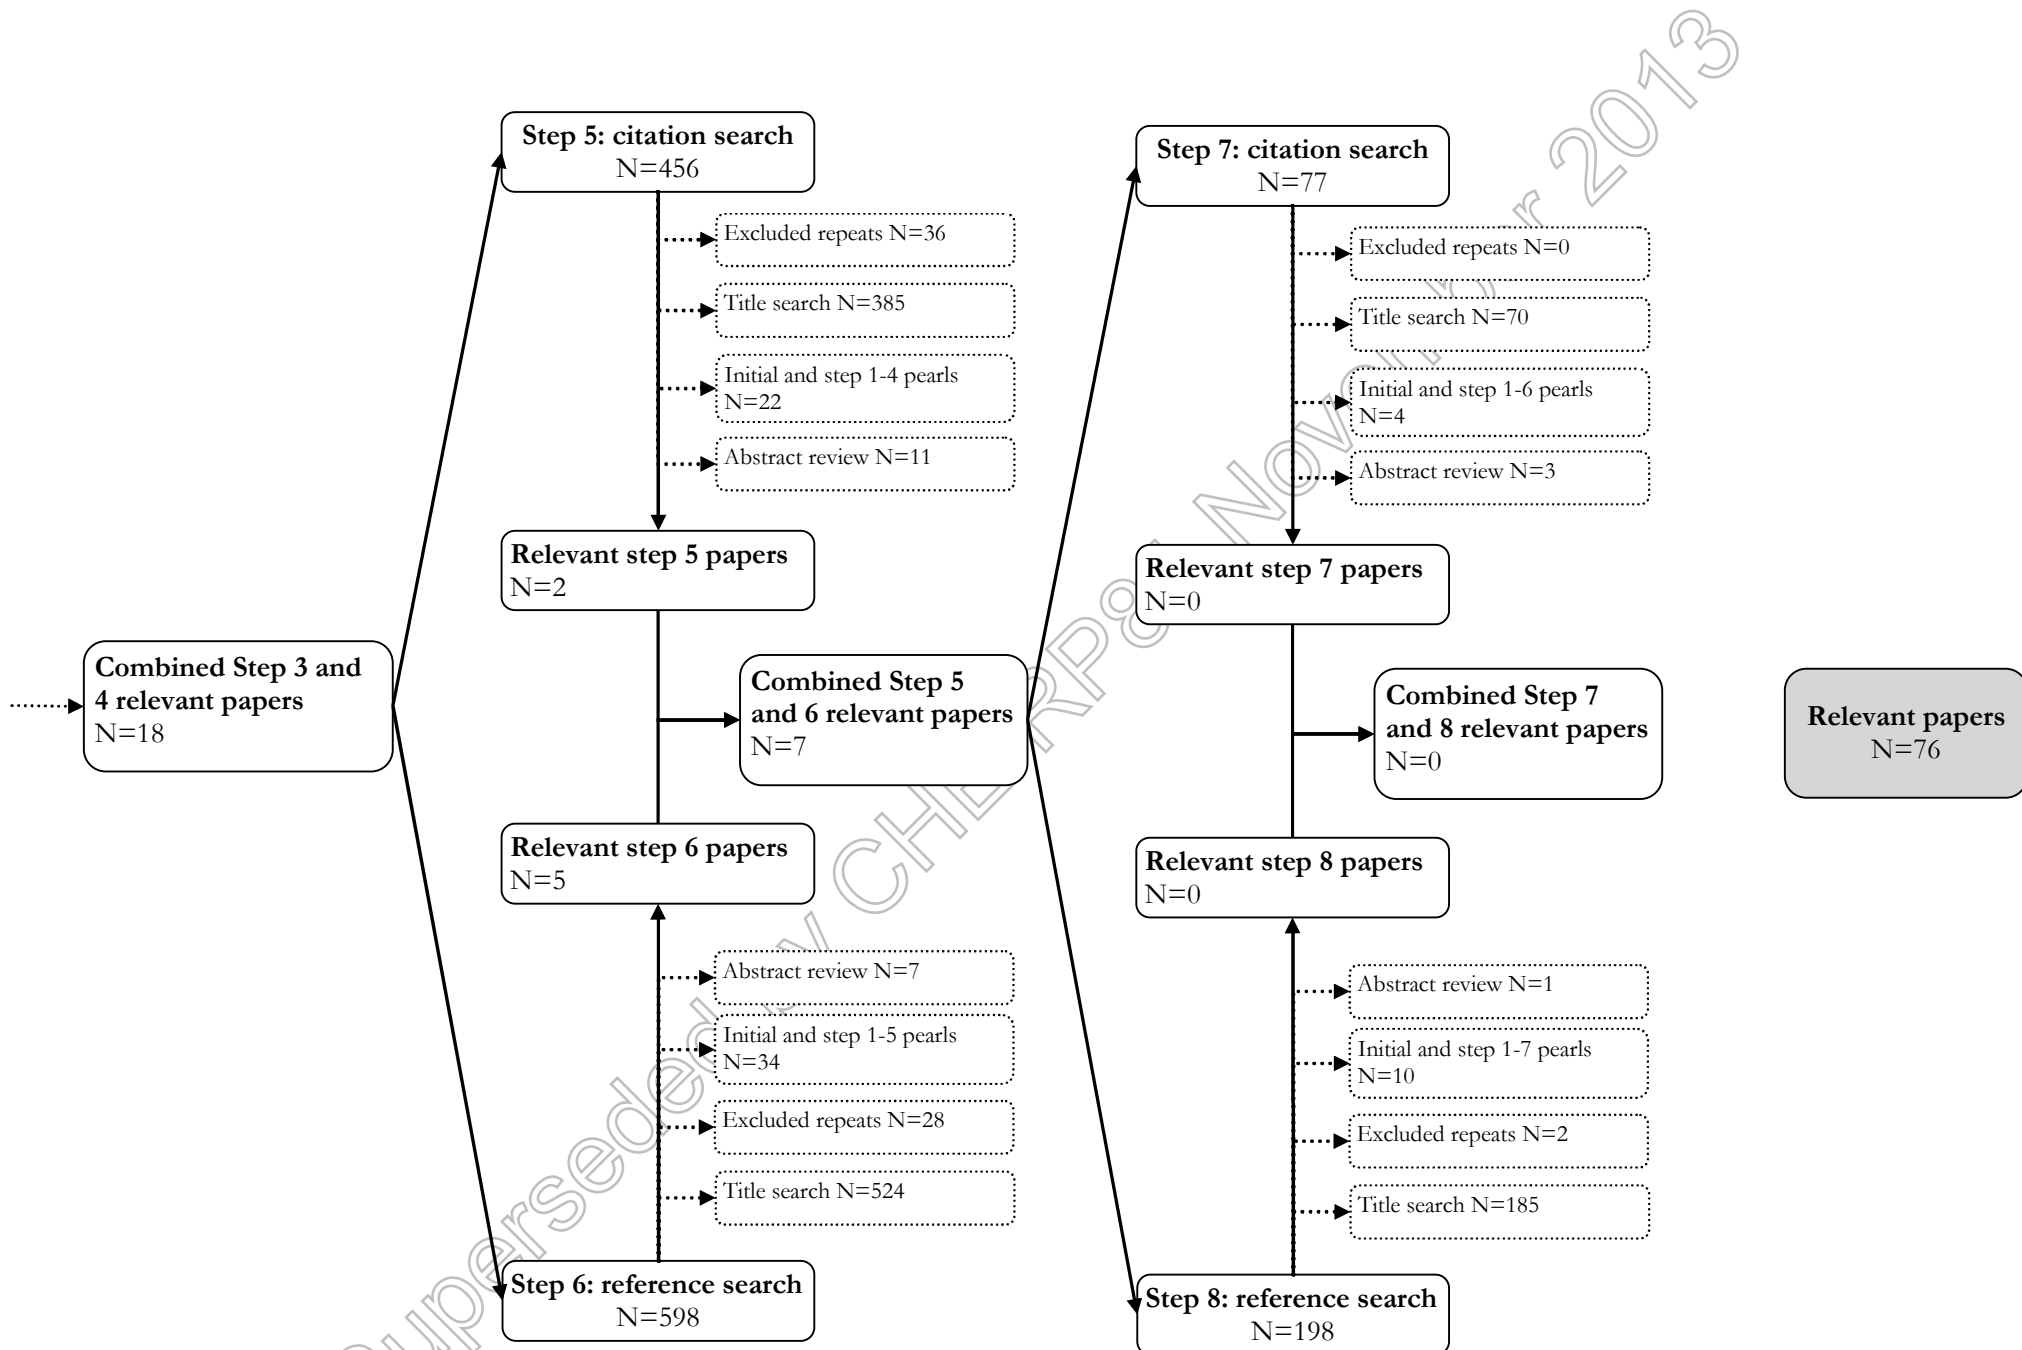 Combined Step 3 and
4 relevant papers
N=18
Step 5: citation search
N=456
Excluded repeats N=36
Title search N=385
Initial and step 1-4 pearls
N=22
Abstract review N=11
Relevant step 5 papers
N=2
Combined Step 5
and 6 relevant papers
N=7
Relevant step 6 papers
N=5
Abstract review N=7
Initial and step 1-5 pearls
N=34
Excluded repeats N=28
Title search N=524
Step 6: reference search
N=598
Step 7: citation search
N=77
Excluded repeats N=0
Title search N=70
Initial and step 1-6 pearls
N=4
Abstract review N=3
Relevant step 7 papers
N=0
Combined Step 7
and 8 relevant papers
N=0
Relevant step 8 papers
N=0
Abstract review N=1
Initial and step 1-7 pearls
N=10
Excluded repeats N=2
Title search N=185
Step 8: reference search
N=198
Relevant papers
N=76
Superseded by 2013